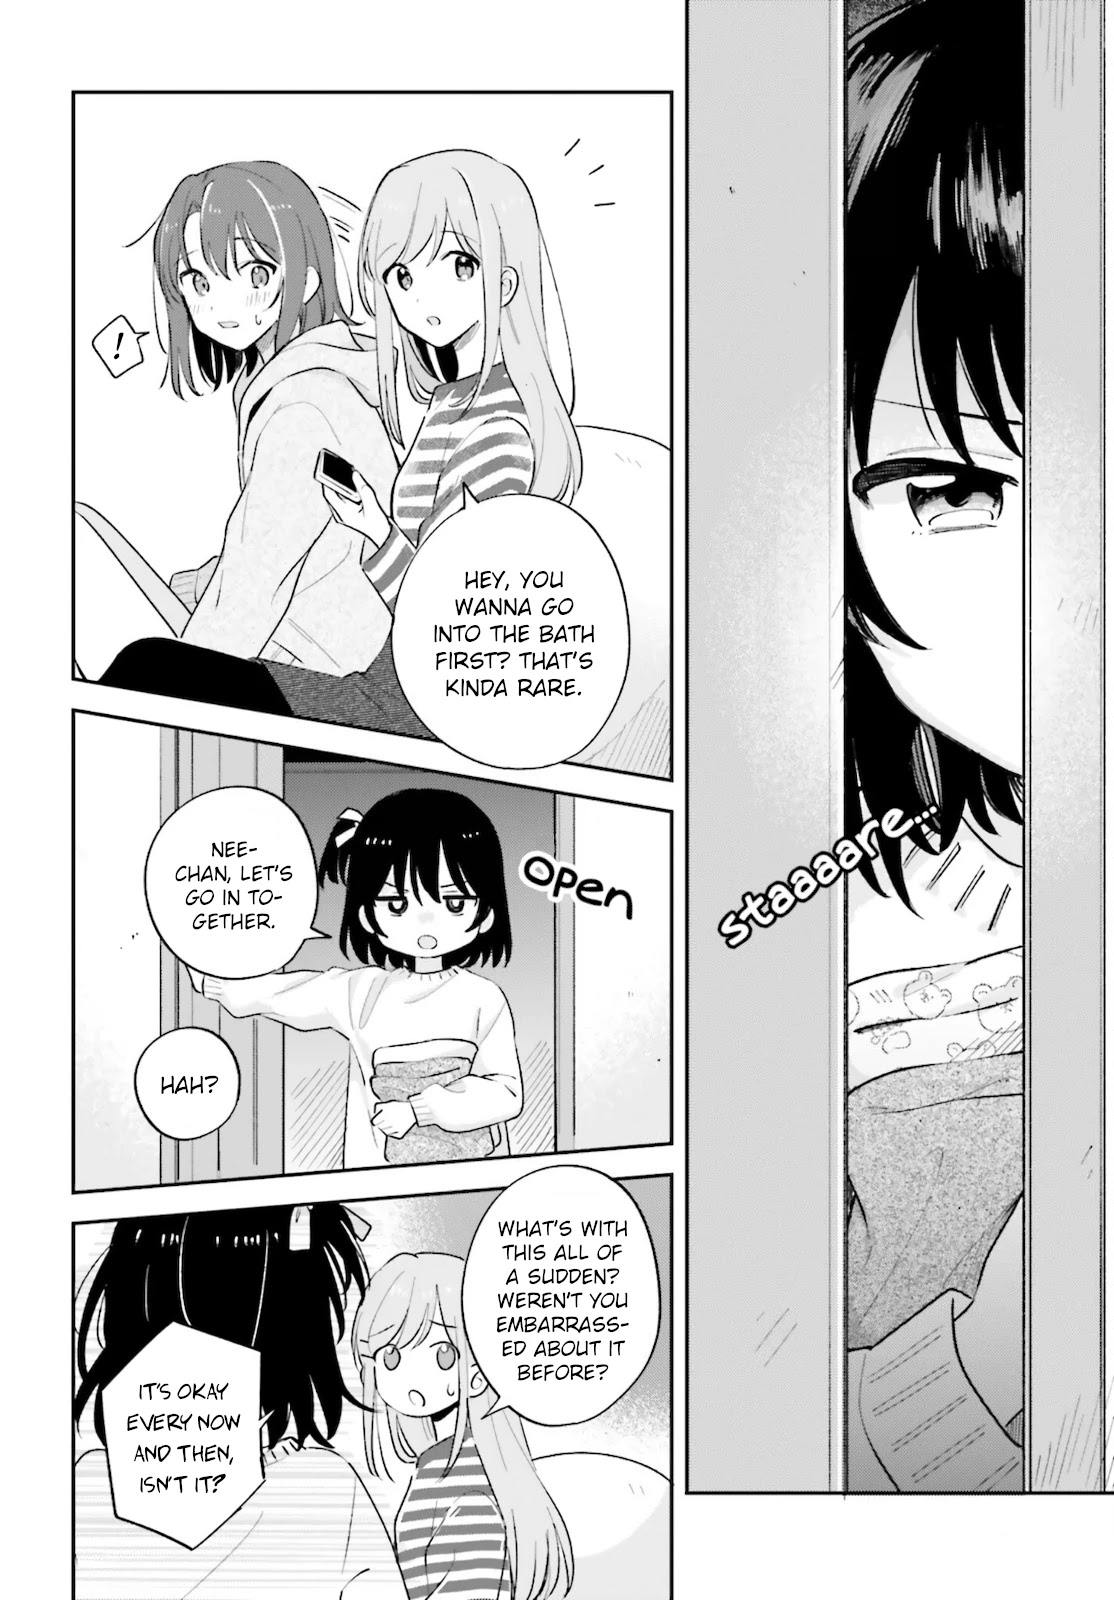 staaaaare...
!
HEY, YOU
WANNA GO
INTO THE BATH
FIRST? THAT'S
KINDA RARE.
OPEN
NEE-
CHAN, LET'S
GO IN TO-
GETHER.
HAH?
WHAT'S WITH
THIS ALL OF
A SUDDEN?
WEREN'T YOU
EMBARRASS-
ED ABOUT IT
BEFORE?
IT'S OKAY
EVERY NOW
AND THEN,
ISN'T IT?